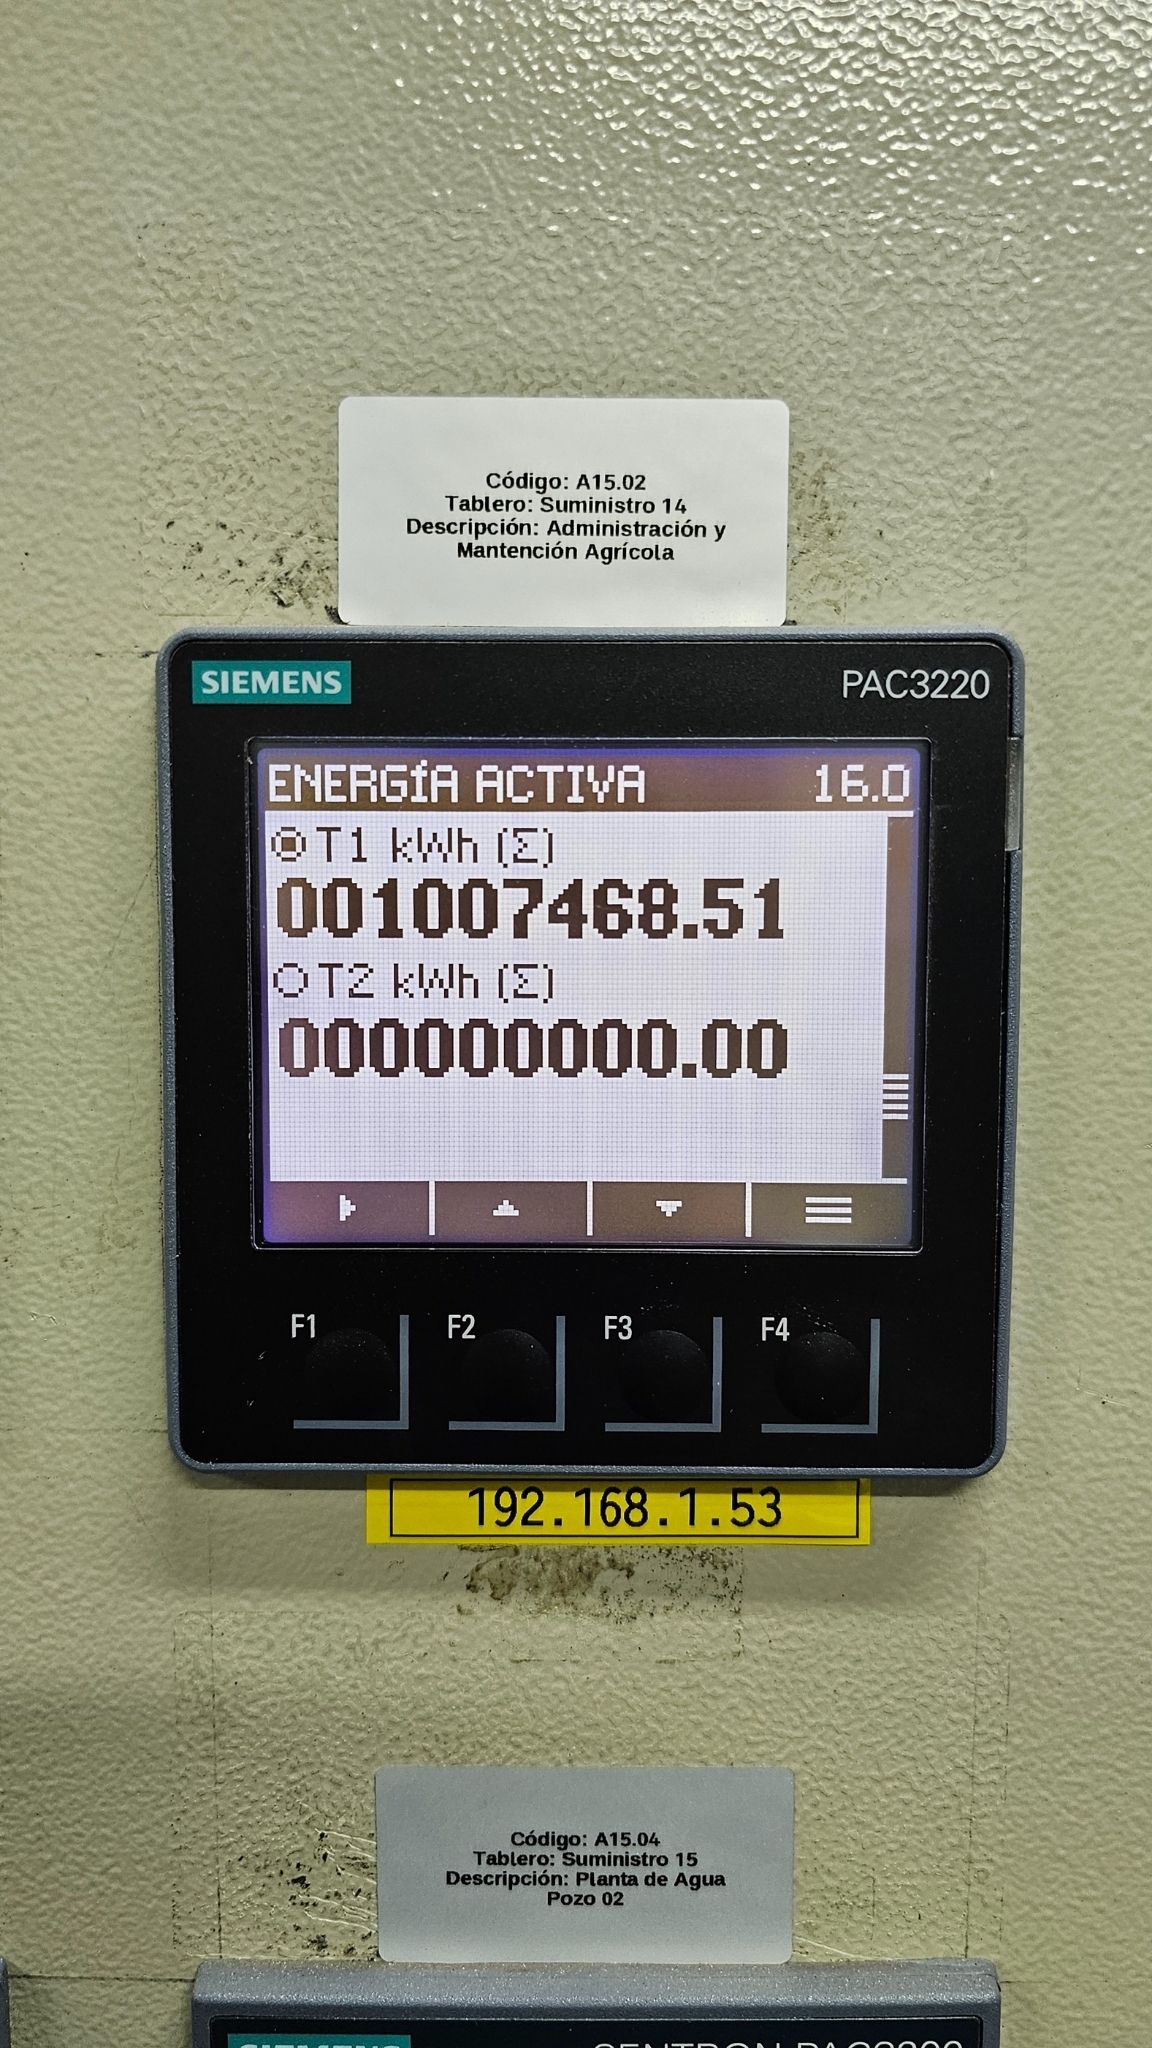 Código: A15.02
Tablero: Suministro 14
Descripción: Administración y
Mantención Agrícola
SIEMENS PAC3220
ENERGÍA ACTIVA 16.0
T1 kWh (Σ)
001007468.51
T2 kWh (Σ)
000000000.00
F1 F2 F3 F4
192.168.1.53
Código: A15.04
Tablero: Suministro 15
Descripción: Planta de Agua
Pozo 02
SIEMENS